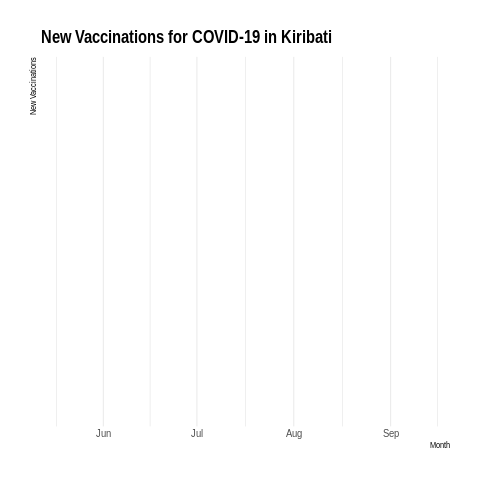 New Vaccinations for COVID-19 in Kiribati
New Vaccinations
Jun Jul Aug Sep
Month